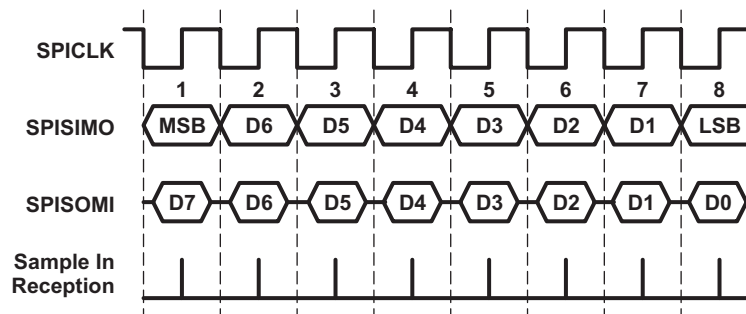 SPICLK
1 2 3 4 5 6 7 8
SPISIMO MSB D6 D5 D4 D3 D2 D1 LSB
SPISOMI D7 D6 D5 D4 D3 D2 D1 D0
Sample In
Reception